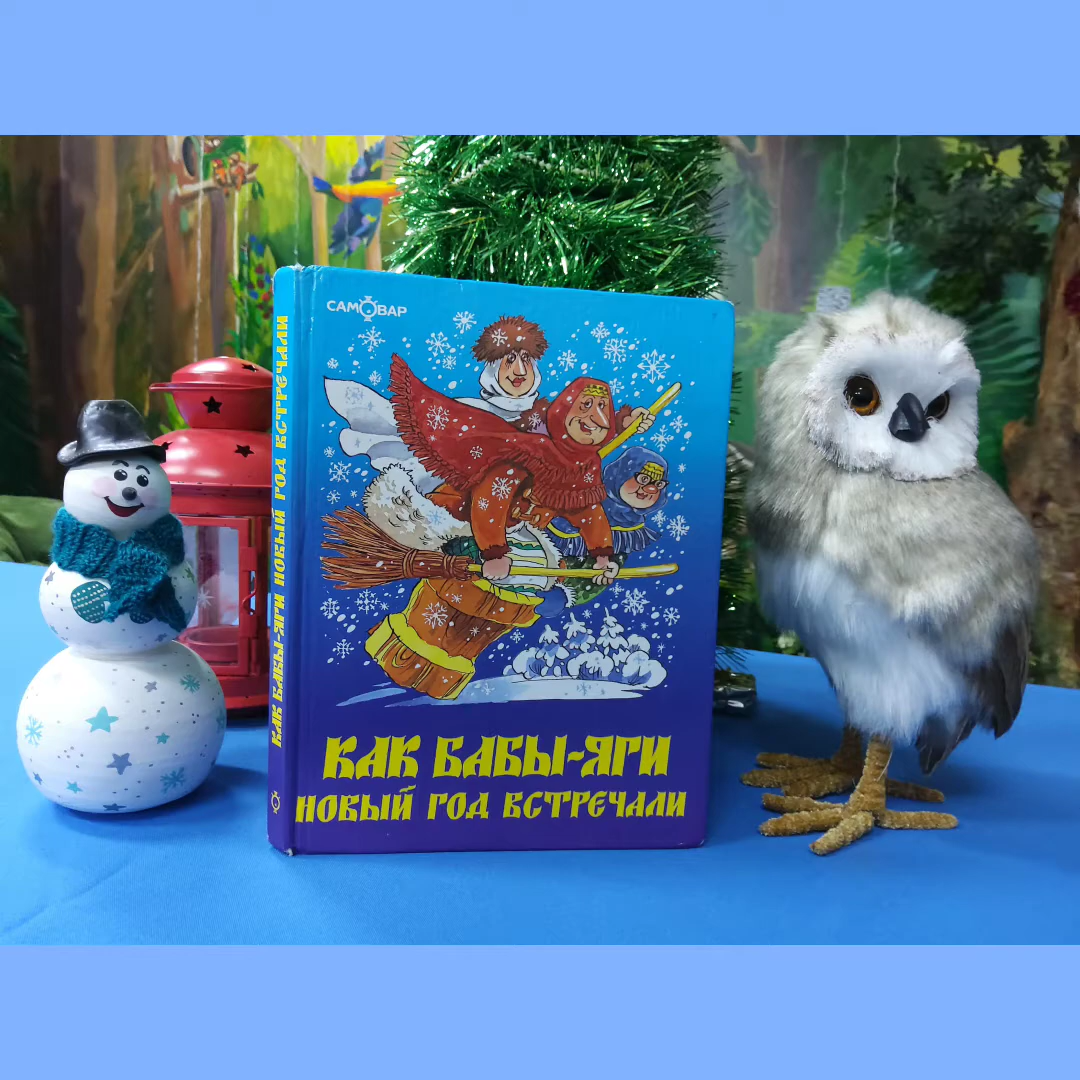 КАК БАБЫ-ЯГИ НОВЫЙ ГОД ВСТРЕЧАЛИ
САМОВАР
КАК БАБЫ-ЯГИ
НОВЫЙ ГОД ВСТРЕЧАЛИ